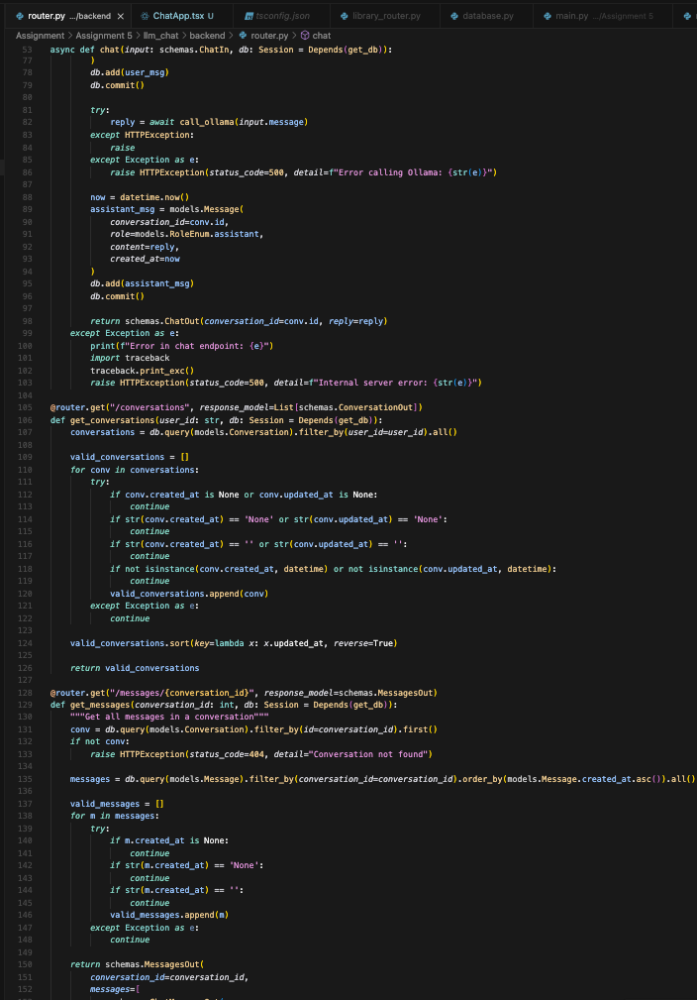 router.py .../backend ×   ChatApp.tsx U   tsconfig.json   library_router.py   database.py   main.py .../Assignment 5
Assignment > Assignment 5 > llm_chat > backend > router.py > chat
53 async def chat(input: schemas.ChatIn, db: Session = Depends(get_db)):
77         )
78         db.add(user_msg)
79         db.commit()
80
81         try:
82             reply = await call_ollama(input.message)
83         except HTTPException:
84             raise
85         except Exception as e:
86             raise HTTPException(status_code=500, detail=f"Error calling Ollama: {str(e)}")
87
88         now = datetime.now()
89         assistant_msg = models.Message(
90             conversation_id=conv.id,
91             role=models.RoleEnum.assistant,
92             content=reply,
93             created_at=now
94         )
95         db.add(assistant_msg)
96         db.commit()
97
98         return schemas.ChatOut(conversation_id=conv.id, reply=reply)
99     except Exception as e:
100         print(f"Error in chat endpoint: {e}")
101         import traceback
102         traceback.print_exc()
103         raise HTTPException(status_code=500, detail=f"Internal server error: {str(e)}")
104
105 @router.get("/conversations", response_model=List[schemas.ConversationOut])
106 def get_conversations(user_id: str, db: Session = Depends(get_db)):
107     conversations = db.query(models.Conversation).filter_by(user_id=user_id).all()
108
109     valid_conversations = []
110     for conv in conversations:
111         try:
112             if conv.created_at is None or conv.updated_at is None:
113                 continue
114             if str(conv.created_at) == 'None' or str(conv.updated_at) == 'None':
115                 continue
116             if str(conv.created_at) == '' or str(conv.updated_at) == '':
117                 continue
118             if not isinstance(conv.created_at, datetime) or not isinstance(conv.updated_at, datetime):
119                 continue
120             valid_conversations.append(conv)
121         except Exception as e:
122             continue
123
124     valid_conversations.sort(key=lambda x: x.updated_at, reverse=True)
125
126     return valid_conversations
127
128 @router.get("/messages/{conversation_id}", response_model=schemas.MessagesOut)
129 def get_messages(conversation_id: int, db: Session = Depends(get_db)):
130     """Get all messages in a conversation"""
131     conv = db.query(models.Conversation).filter_by(id=conversation_id).first()
132     if not conv:
133         raise HTTPException(status_code=404, detail="Conversation not found")
134
135     messages = db.query(models.Message).filter_by(conversation_id=conversation_id).order_by(models.Message.created_at.asc()).all()
136
137     valid_messages = []
138     for m in messages:
139         try:
140             if m.created_at is None:
141                 continue
142             if str(m.created_at) == 'None':
143                 continue
144             if str(m.created_at) == '':
145                 continue
146             valid_messages.append(m)
147         except Exception as e:
148             continue
149
150     return schemas.MessagesOut(
151         conversation_id=conversation_id,
152         messages=[